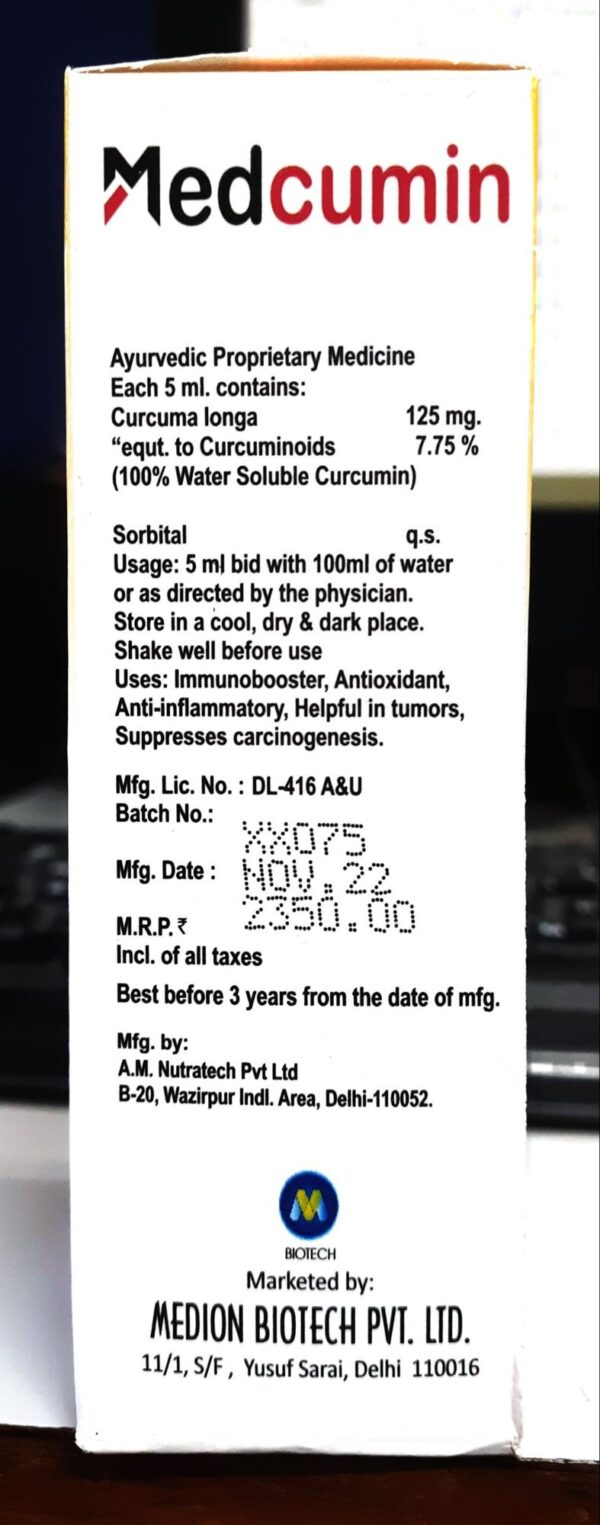 Medcumin
Ayurvedic Proprietary Medicine
Each 5 ml. contains:
Curcuma longa 125 mg.
“equt. to Curcuminoids 7.75 %
(100% Water Soluble Curcumin)
Sorbital q.s.
Usage: 5 ml bid with 100ml of water
or as directed by the physician.
Store in a cool, dry & dark place.
Shake well before use
Uses: Immunobooster, Antioxidant,
Anti-inflammatory, Helpful in tumors,
Suppresses carcinogenesis.
Mfg. Lic. No. : DL-416 A&U
Batch No.: XX075
Mfg. Date : NOV.22
M.R.P. ₹ 2350.00
Incl. of all taxes
Best before 3 years from the date of mfg.
Mfg. by:
A.M. Nutratech Pvt Ltd
B-20, Wazirpur Indl. Area, Delhi-110052.
M
BIOTECH
Marketed by:
MEDION BIOTECH PVT. LTD.
11/1, S/F , Yusuf Sarai, Delhi 110016